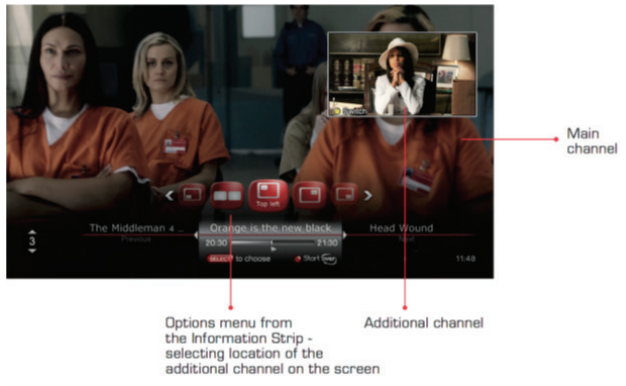 Switch
Main
channel
Top left
The Middleman 4 ..
Orange is the new black
Head Wound
Previous
Next
3
20:30
21:30
SELECT to choose
Start over
11:48
Options menu from
the Information Strip -
selecting location of the
additional channel on the screen
Additional channel